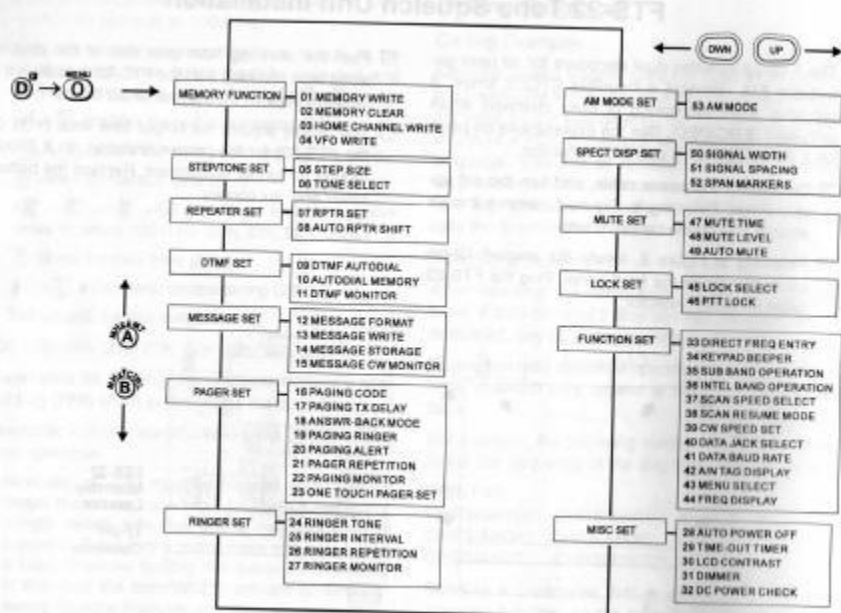 MENU
D → 0
DWN UP
MEMORY FUNCTION
01 MEMORY WRITE
02 MEMORY CLEAR
03 HOME CHANNEL WRITE
04 VFO WRITE
STEP/TONE SET
05 STEP SIZE
06 TONE SELECT
REPEATER SET
07 RPTR SET
08 AUTO RPTR SHIFT
DTMF SET
09 DTMF AUTODIAL
10 AUTODIAL MEMORY
11 DTMF MONITOR
A
MESSAGE SET
12 MESSAGE FORMAT
13 MESSAGE WRITE
14 MESSAGE STORAGE
15 MESSAGE CW MONITOR
B
PAGER SET
16 PAGING CODE
17 PAGING TX DELAY
18 ANSWR-BACK MODE
19 PAGING RINGER
20 PAGING ALERT
21 PAGER REPETITION
22 PAGING MONITOR
23 ONE TOUCH PAGER SET
RINGER SET
24 RINGER TONE
25 RINGER INTERVAL
26 RINGER REPETITION
27 RINGER MONITOR
AM MODE SET
53 AM MODE
SPECT DISP SET
50 SIGNAL WIDTH
51 SIGNAL SPACING
52 SPAN MARKERS
MUTE SET
47 MUTE TIME
48 MUTE LEVEL
49 AUTO MUTE
LOCK SET
45 LOCK SELECT
46 PTT LOCK
FUNCTION SET
33 DIRECT FREQ ENTRY
34 KEYPAD BEEPER
35 SUB BAND OPERATION
36 INTEL BAND OPERATION
37 SCAN SPEED SELECT
38 SCAN RESUME MODE
39 CW SPEED SET
40 DATA JACK SELECT
41 DATA BAUD RATE
42 A/N TAG DISPLAY
43 MENU SELECT
44 FREQ DISPLAY
MISC SET
28 AUTO POWER OFF
29 TIME-OUT TIMER
30 LCD CONTRAST
31 DIMMER
32 DC POWER CHECK